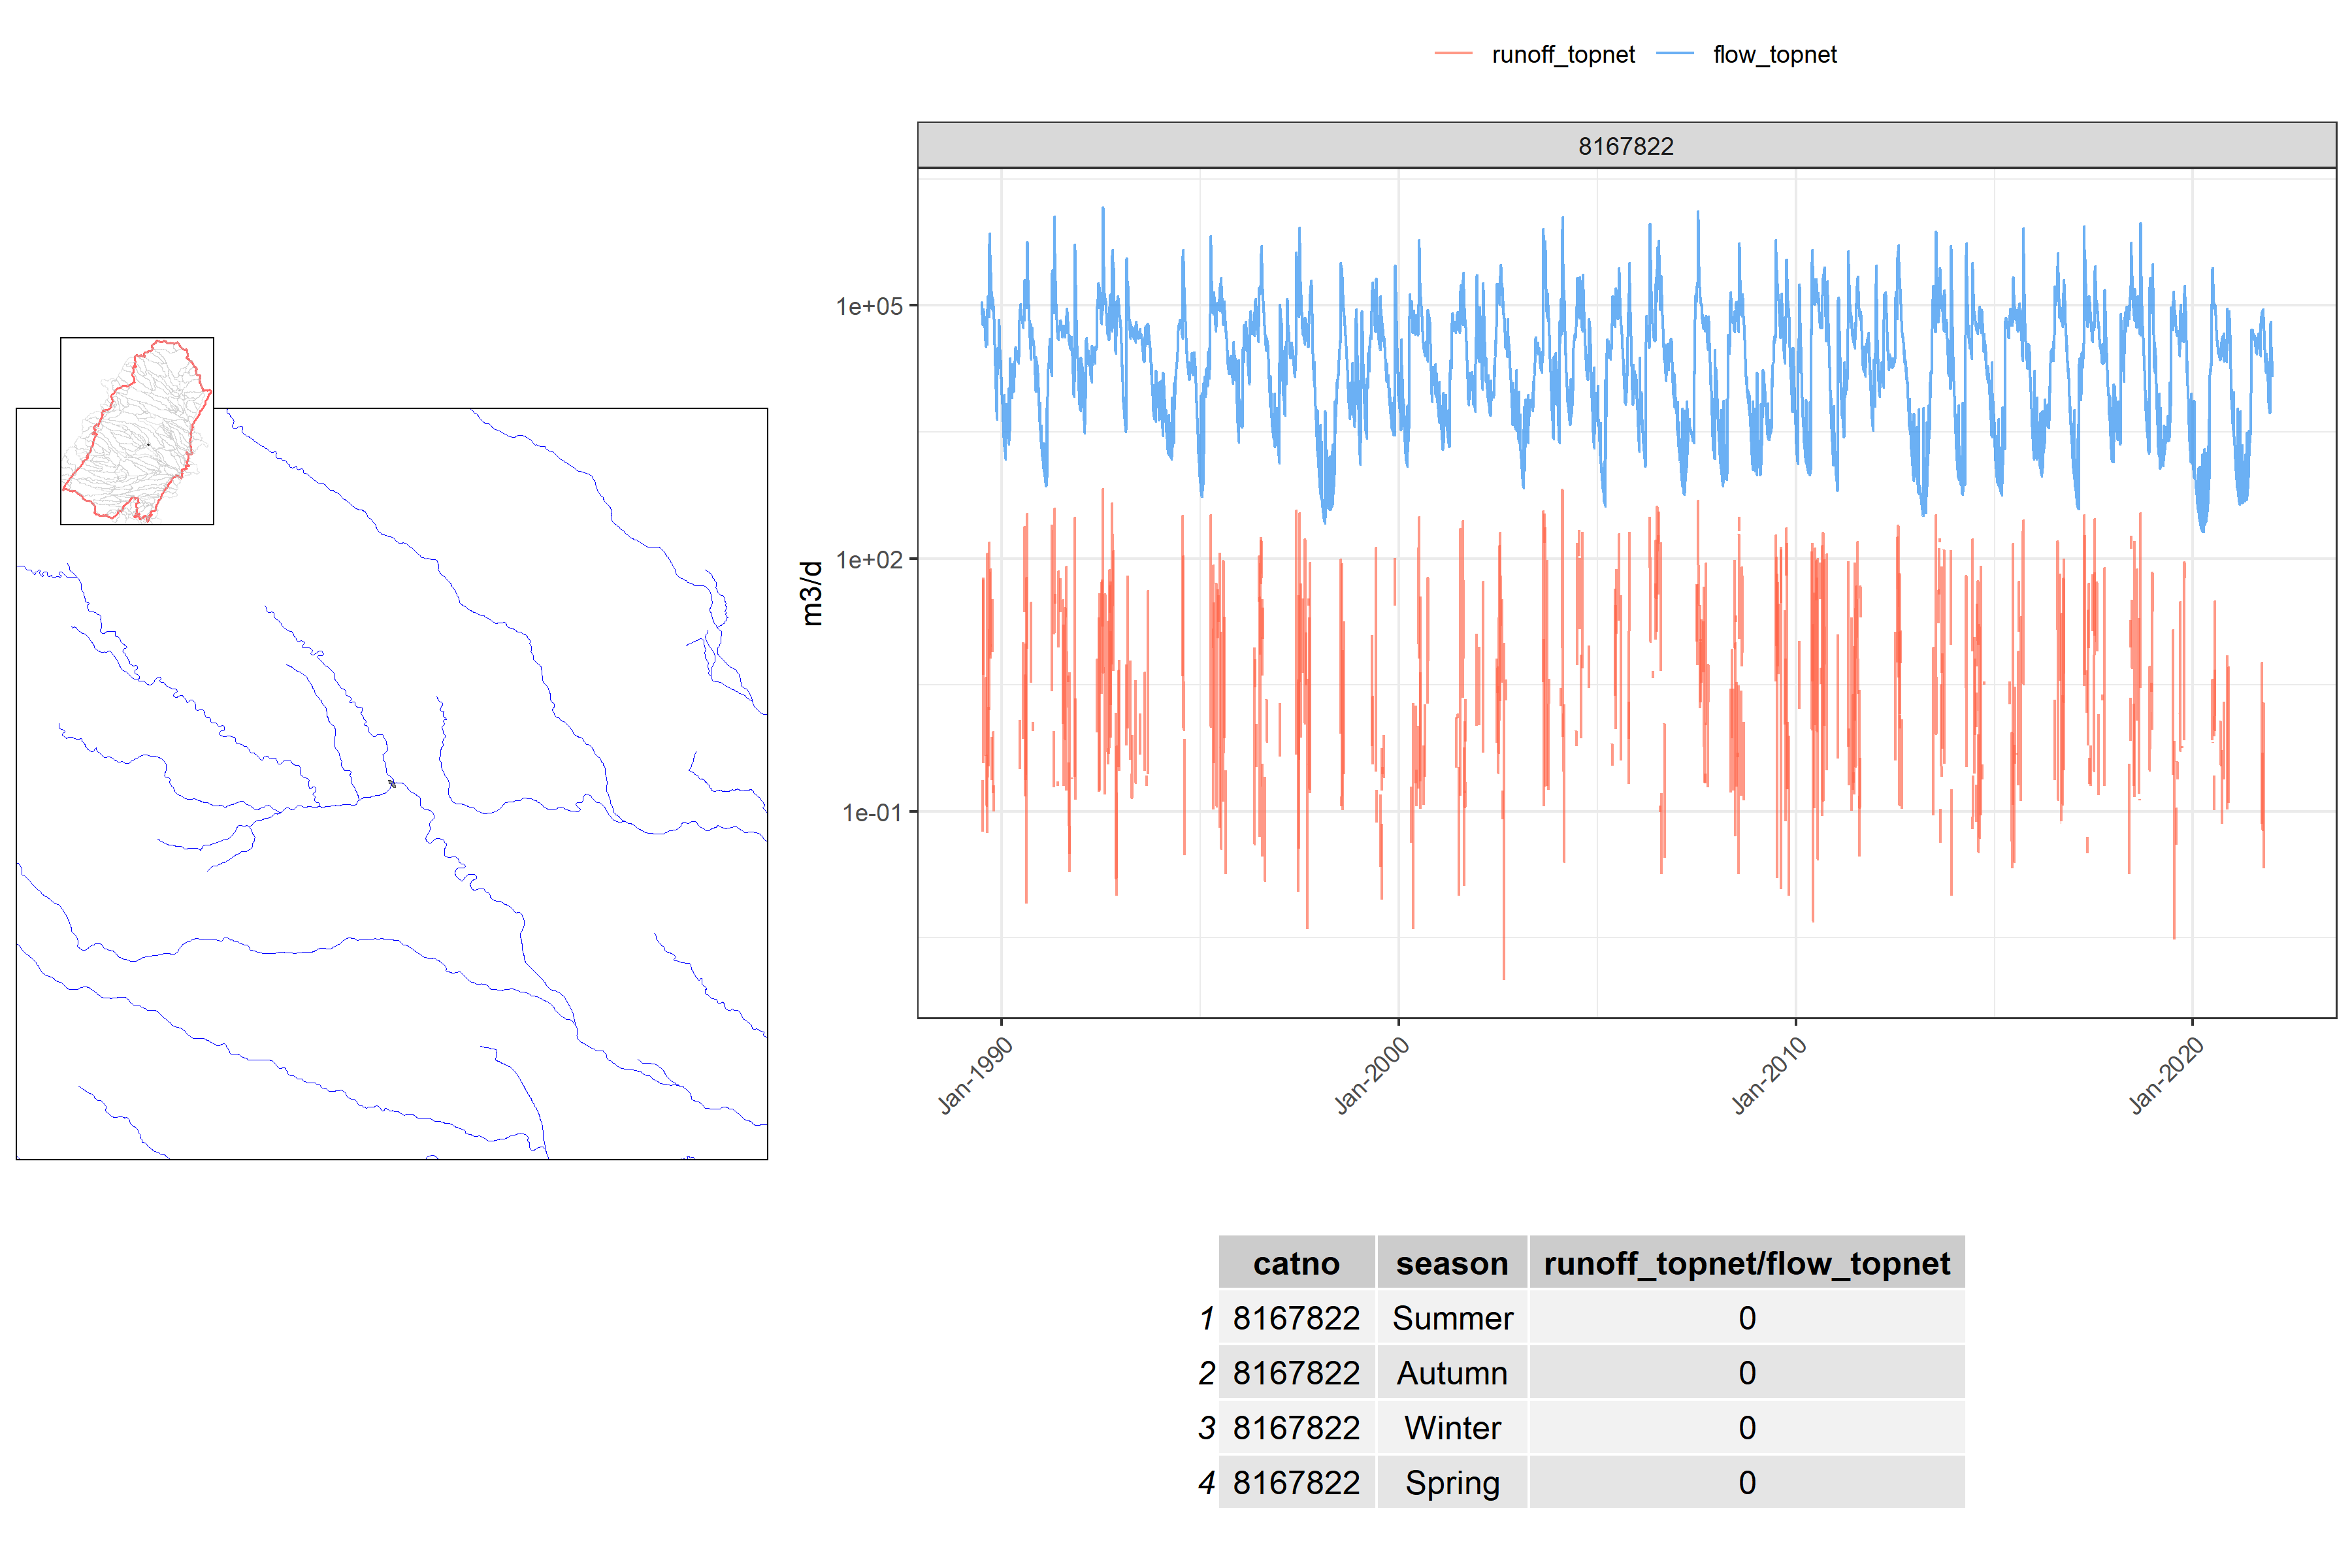 runoff_topnet flow_topnet
8167822
1e+05
1e+02
1e-01
m3/d
Jan-1990 Jan-2000 Jan-2010 Jan-2020
catno season runoff_topnet/flow_topnet
1 8167822 Summer 0
2 8167822 Autumn 0
3 8167822 Winter 0
4 8167822 Spring 0